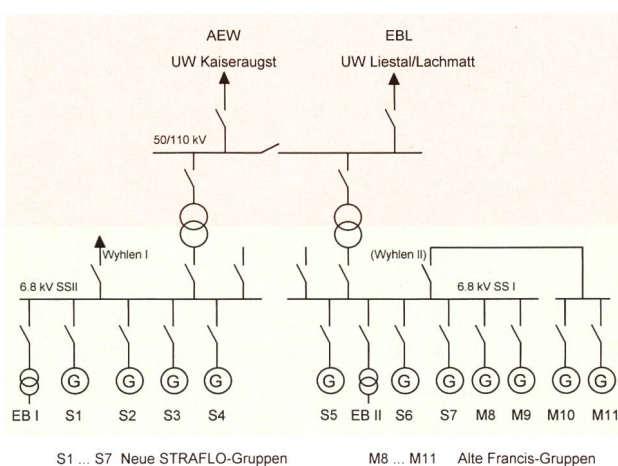 AEW EBL
UW Kaiseraugst UW Liestal/Lachmatt
50/110 kV
Wyhlen I (Wyhlen II)
6.8 kV SSII 6.8 kV SS I
G G G G G G G G G G G
EB I S1 S2 S3 S4 S5 EB II S6 S7 M8 M9 M10 M11
S1 ... S7 Neue STRAFLO-Gruppen M8 ... M11 Alte Francis-Gruppen